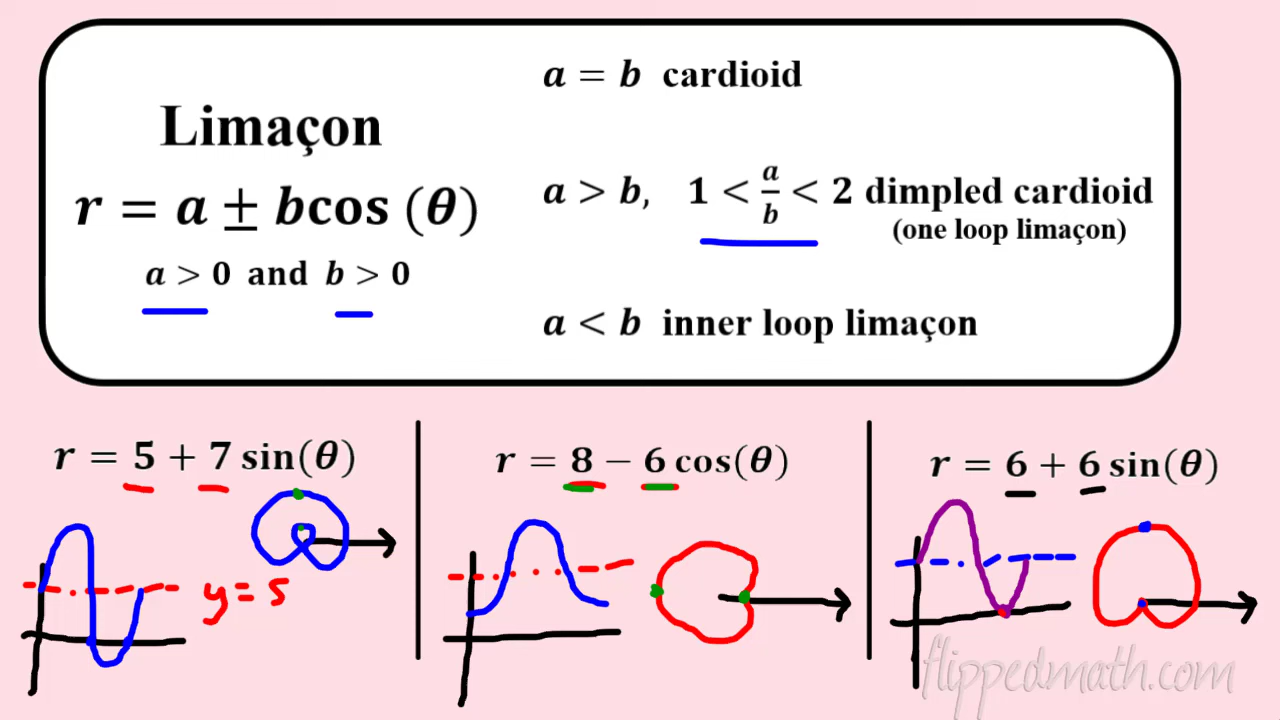 Limaçon
r = a ± bcos (θ)
a > 0 and b > 0
a = b cardioid
a > b, 1 < a/b < 2 dimpled cardioid
(one loop limaçon)
a < b inner loop limaçon
r = 5 + 7 sin(θ)
y = 5
r = 8 − 6 cos(θ)
r = 6 + 6 sin(θ)
flippedmath.com